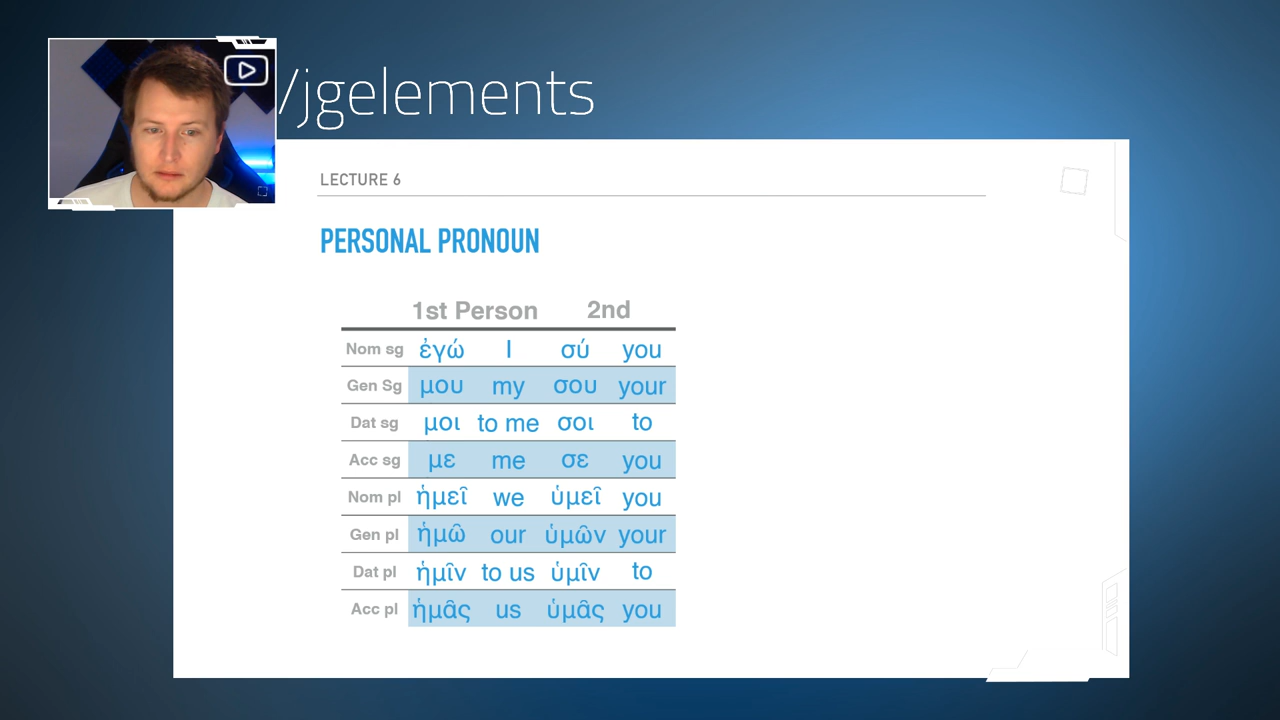 /jgelements
LECTURE 6
PERSONAL PRONOUN
1st Person 2nd
Nom sg ἐγώ I σύ you
Gen Sg μου my σου your
Dat sg μοι to me σοι to
Acc sg με me σε you
Nom pl ἡμεῖ we ὑμεῖ you
Gen pl ἡμῶ our ὑμῶν your
Dat pl ἡμῖν to us ὑμῖν to
Acc pl ἡμᾶς us ὑμᾶς you